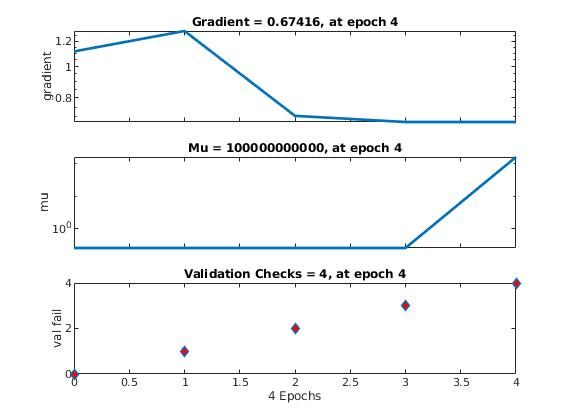 Gradient = 0.67416, at epoch 4
1.2
1
0.8
gradient
Mu = 100000000000, at epoch 4
10^0
mu
Validation Checks = 4, at epoch 4
4
2
0
val fail
0 0.5 1 1.5 2 2.5 3 3.5 4
4 Epochs